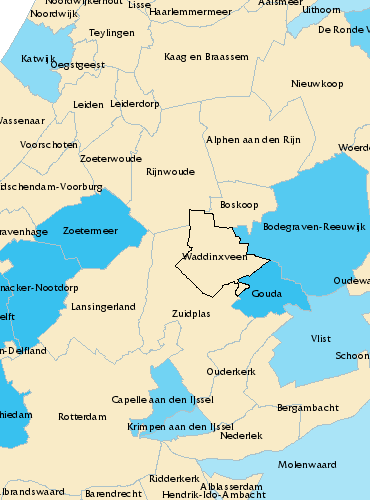 Noordwijkerhout
Lisse
Aalsmeer
Noordwijk
Haarlemmermeer
Uithoorn
Teylingen
De Ronde V
Katwijk
Oegstgeest
Kaag en Braassem
Nieuwkoop
Leiden
Leiderdorp
Wassenaar
Alphen aan den Rijn
Voorschoten
Woerde
Zoeterwoude
Rijnwoude
idschendam-Voorburg
Boskoop
ravenhage
Zoetermeer
Bodegraven-Reeuwijk
Waddinxveen
nacker-Nootdorp
Oudewa
Gouda
Lansingerland
elft
Zuidplas
Vlist
n-Delfland
Schoon
Ouderkerk
Capelle aan den IJssel
hiedam
Rotterdam
Bergambacht
Krimpen aan den IJssel
Nederlek
Molenwaard
Ridderkerk
Albrandswaard
Barendrecht
Alblasserdam
Hendrik-Ido-Ambacht